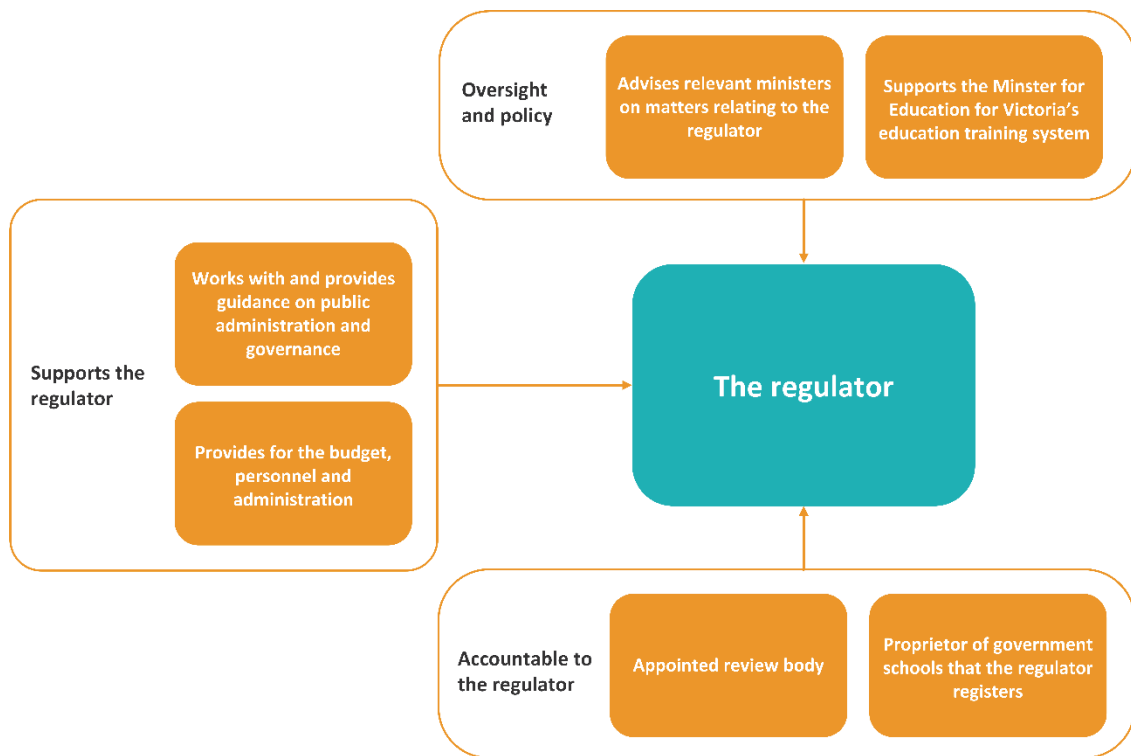 Oversight
and policy
Advises relevant ministers
on matters relating to the
regulator
Supports the Minster for
Education for Victoria's
education training system
Supports the
regulator
Works with and provides
guidance on public
administration and
governance
Provides for the budget,
personnel and
administration
The regulator
Accountable to
the regulator
Appointed review body
Proprietor of government
schools that the regulator
registers